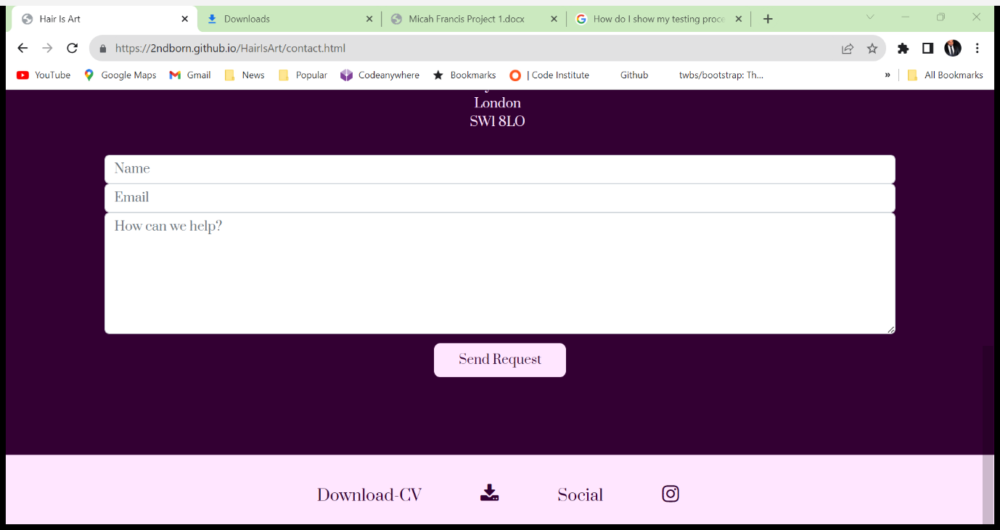 Hair Is Art
Downloads
Micah Francis Project 1.docx
How do I show my testing proce
https://2ndborn.github.io/HairIsArt/contact.html
YouTube
Google Maps
Gmail
News
Popular
Codeanywhere
Bookmarks
| Code Institute
Github
twbs/bootstrap: Th...
»
All Bookmarks
London
SW1 8LO
Name
Email
How can we help?
Send Request
Download-CV
Social